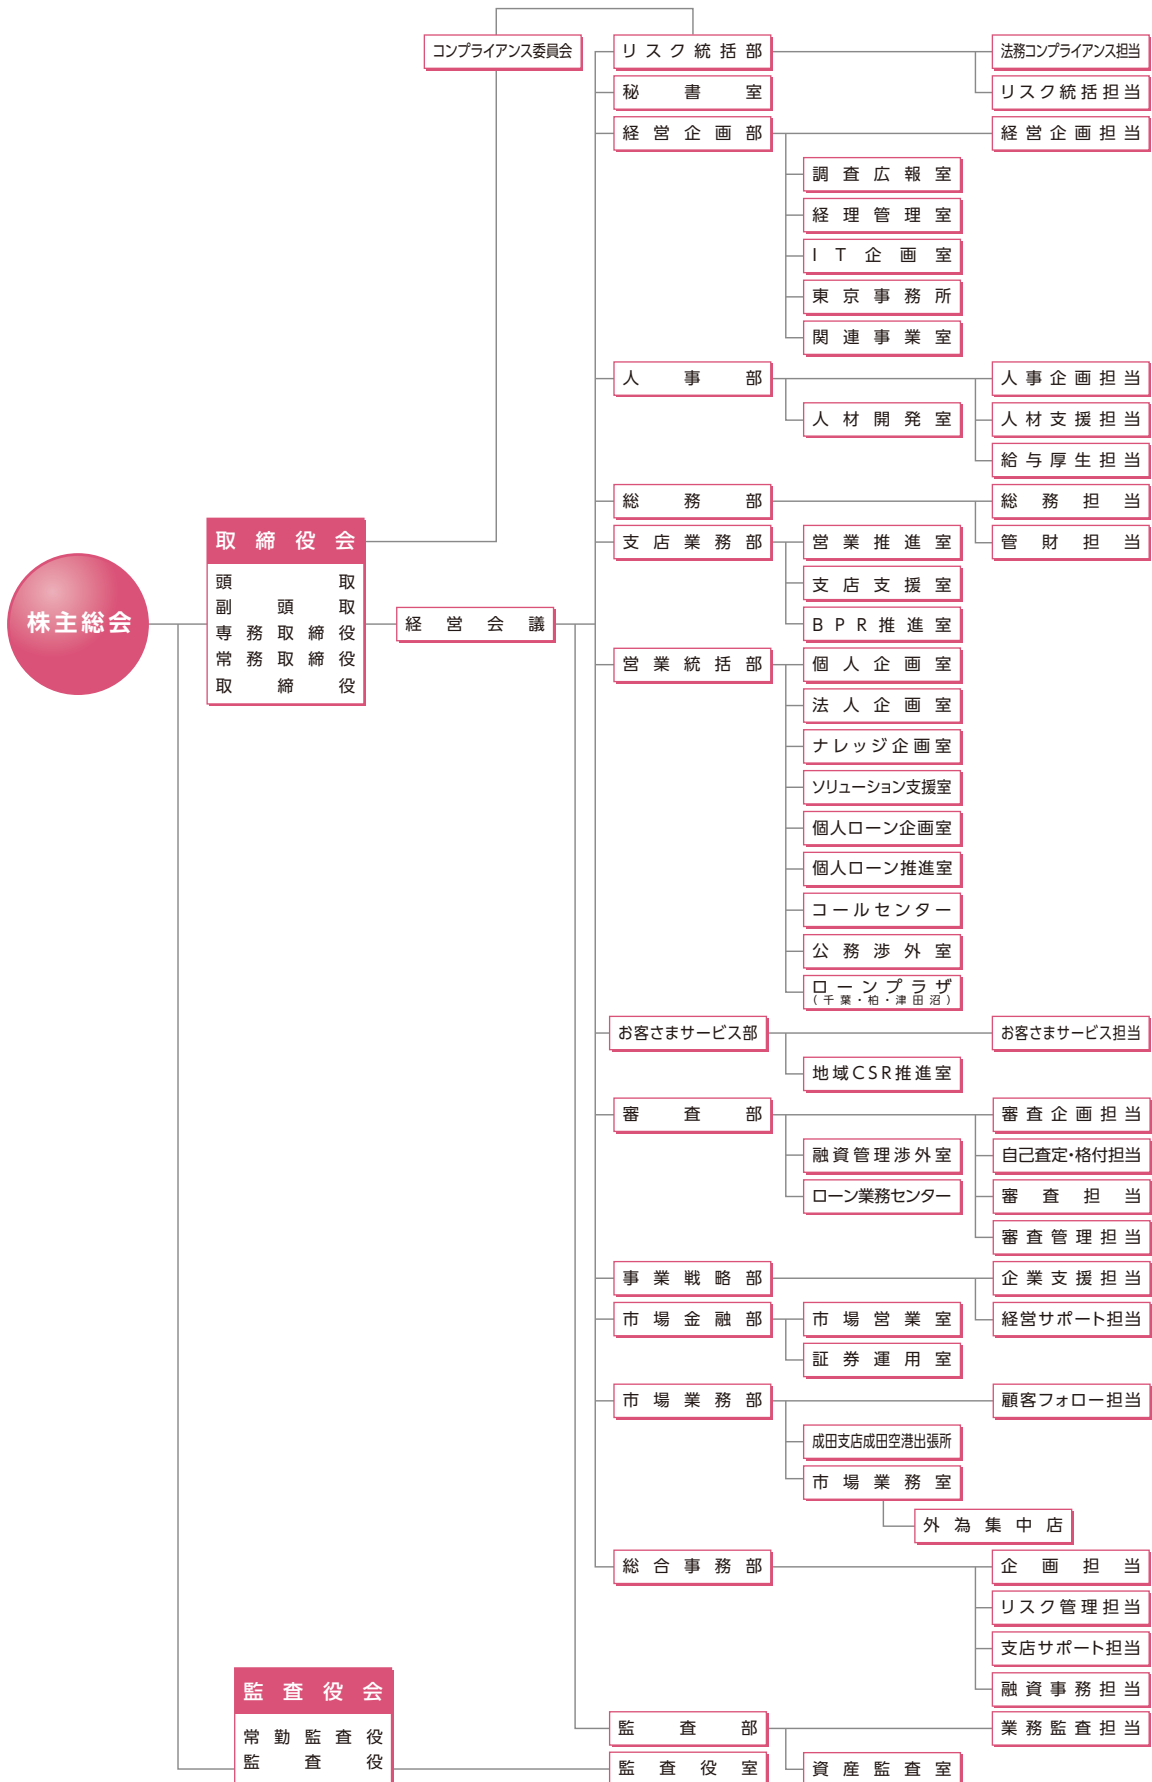 株主総会
取締役会
頭取
副頭取
専務取締役
常務取締役
取締役
監査役会
常勤監査役
監査役
コンプライアンス委員会
経営会議
リスク統括部
法務コンプライアンス担当
リスク統括担当
秘書室
経営企画部
経営企画担当
調査広報室
経理管理室
IT企画室
東京事務所
関連事業室
人事部
人事企画担当
人材開発室
人材支援担当
給与厚生担当
総務部
総務担当
管財担当
支店業務部
営業推進室
支店支援室
BPR推進室
営業統括部
個人企画室
法人企画室
ナレッジ企画室
ソリューション支援室
個人ローン企画室
個人ローン推進室
コールセンター
公務渉外室
ローンプラザ
(千葉・柏・津田沼)
お客さまサービス部
お客さまサービス担当
地域CSR推進室
審査部
審査企画担当
融資管理渉外室
自己査定・格付担当
ローン業務センター
審査担当
審査管理担当
事業戦略部
企業支援担当
経営サポート担当
市場金融部
市場営業室
証券運用室
市場業務部
顧客フォロー担当
成田支店成田空港出張所
市場業務室
外為集中店
総合事務部
企画担当
リスク管理担当
支店サポート担当
融資事務担当
監査部
業務監査担当
資産監査室
監査役室